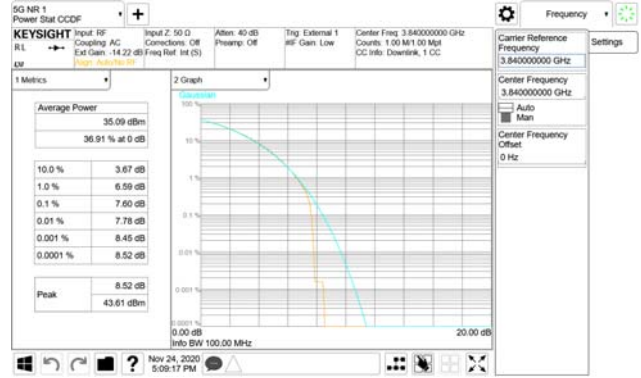 5G NR 1
Power Stat CCDF
Frequency
KEYSIGHT
Input: RF
Input Z: 50 Ω
Atten: 40 dB
Trig: External 1
Center Freq: 3.840000000 GHz
RL
Coupling: AC
Corrections: Off
Preamp: Off
#IF Gain: Low
Counts: 1.00 M/1.00 Mpt
Ext Gain: -14.22 dB
Freq Ref: Int (S)
CC Info: Downlink, 1 CC
Align: Auto/No RF
Carrier Reference
Frequency
3.840000000 GHz
Settings
Center Frequency
3.840000000 GHz
Auto
Man
Center Frequency
Offset
0 Hz
1 Metrics
2 Graph
Gaussian
Average Power
35.09 dBm
36.91 % at 0 dB
10.0 % 3.67 dB
1.0 % 6.59 dB
0.1 % 7.60 dB
0.01 % 7.78 dB
0.001 % 8.45 dB
0.0001 % 8.52 dB
Peak
8.52 dB
43.61 dBm
100 %
10 %
1 %
0.1 %
0.01 %
0.001 %
0.0001 %
0.00 dB
20.00 dB
Info BW 100.00 MHz
Nov 24, 2020
5:09:17 PM